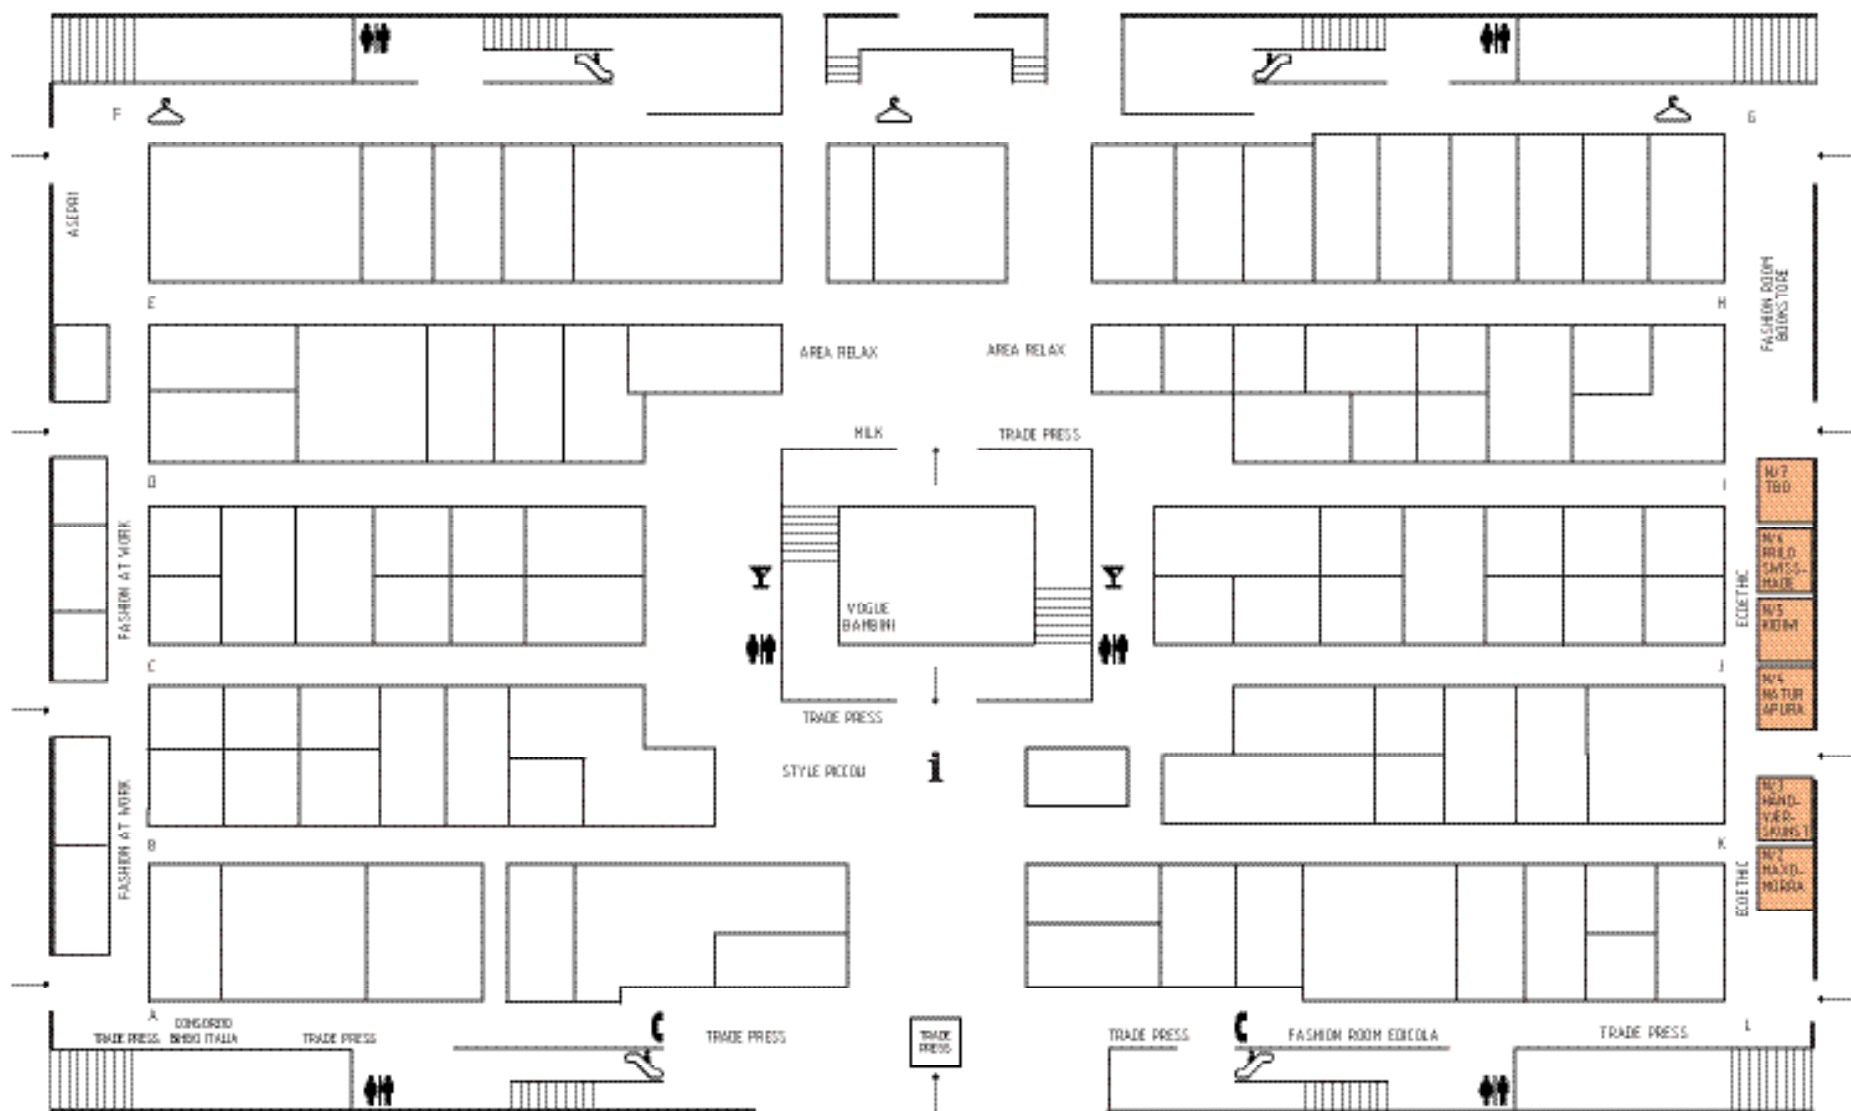 F
G
ASEPRI
E
H
FASHION ROOM
BOOKSTORE
AREA RELAX
AREA RELAX
MILK
TRADE PRESS
N/7
TBD
D
I
FASHION AT WORK
N/6
PRILO
SWISS-
MADE
ECOETHIC
VOGUE
BAMBINI
N/5
KIDIWI
C
J
N/4
NATUR
APURA
TRADE PRESS
STYLE PICCOLI
i
FASHION AT WORK
N/3
HAND-
VÆR-
SKUNST
B
K
N/2
MAXO-
MORRA
ECOETHIC
A
CONSORZIO
TRADE PRESS BIMBO ITALIA
TRADE PRESS
TRADE PRESS
TRADE
PRESS
TRADE PRESS
FASHION ROOM EDICOLA
TRADE PRESS
L